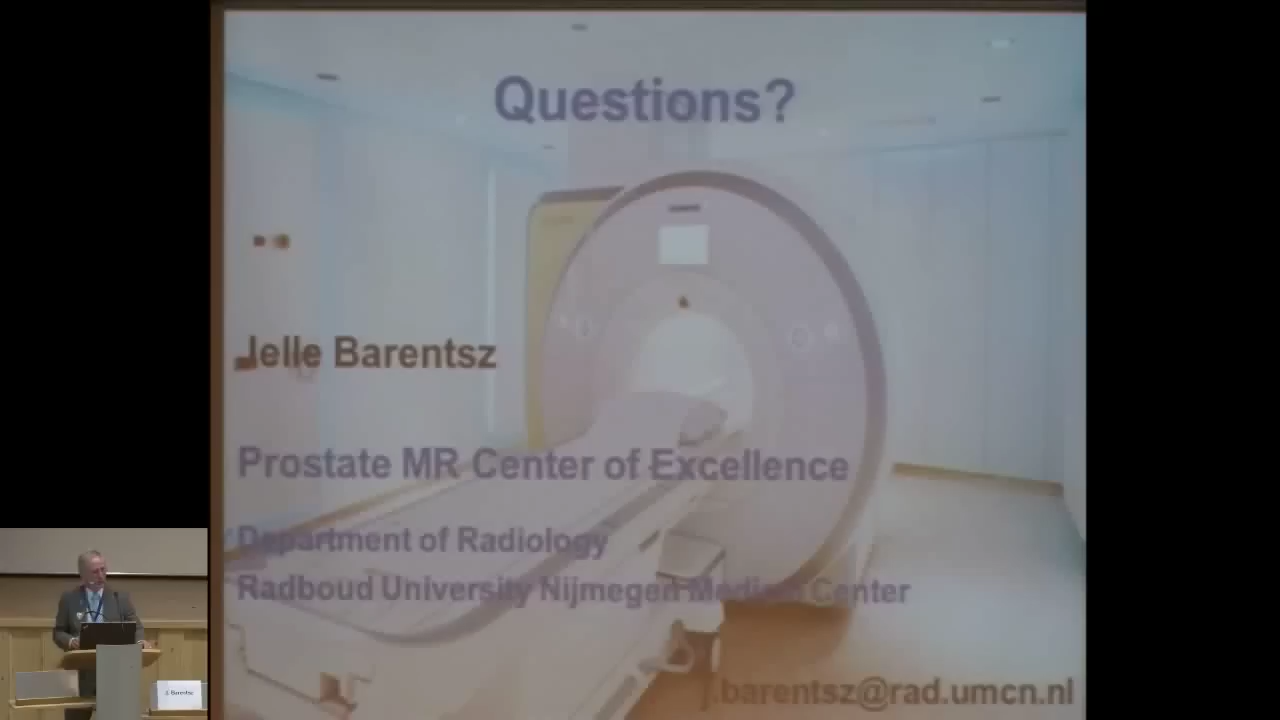 Questions?
Jelle Barentsz
Prostate MR Center of Excellence
Department of Radiology
Radboud University Nijmegen Medical Center
j.barentsz@rad.umcn.nl
J. Barentsz